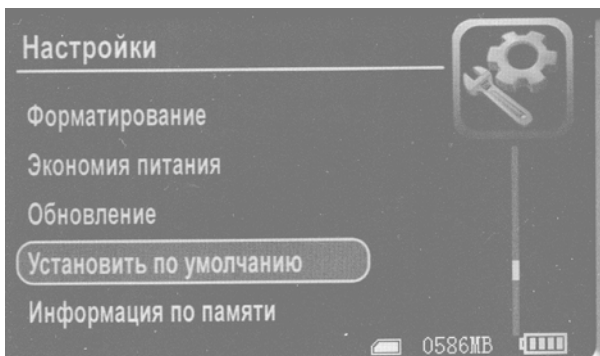 Настройки
Форматирование
Экономия питания
Обновление
Установить по умолчанию
Информация по памяти
0586MB